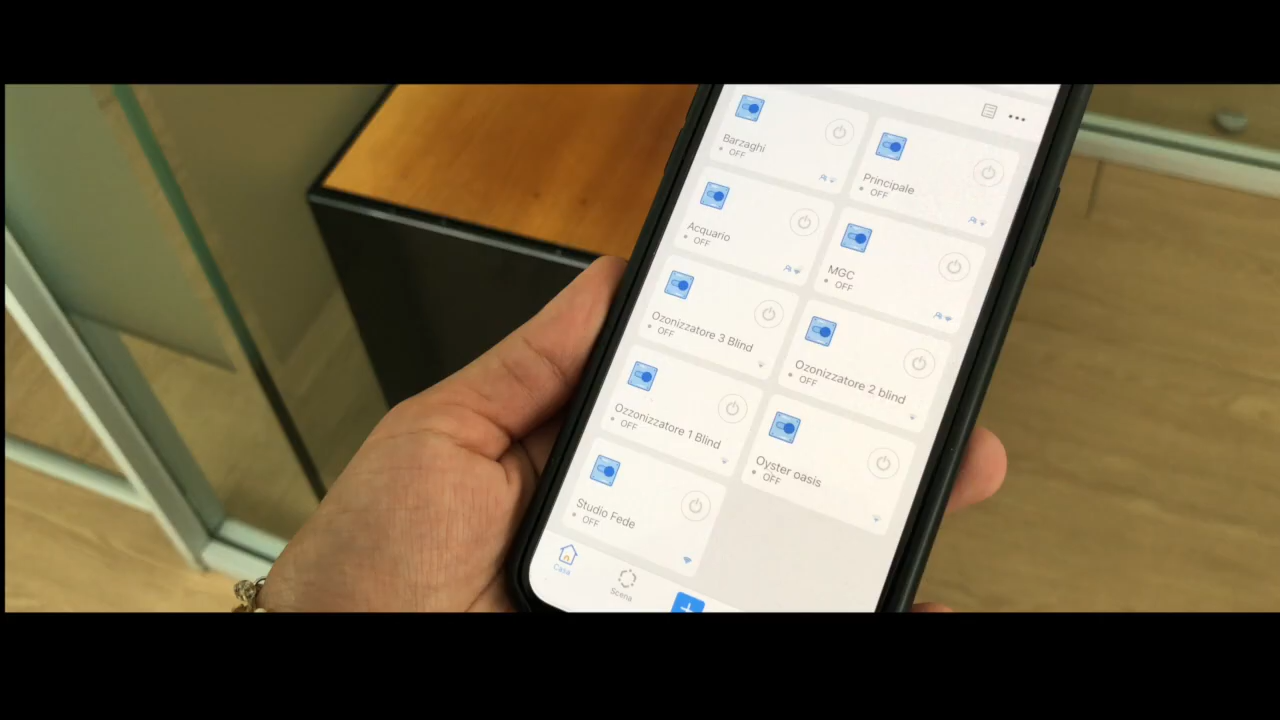 Barzaghi
OFF
Principale
OFF
Acquario
OFF
MGC
OFF
Ozonizzatore 3 Blind
OFF
Ozonizzatore 2 blind
OFF
Ozzonizzatore 1 Blind
OFF
Oyster oasis
OFF
Studio Fede
OFF
Casa
Scena